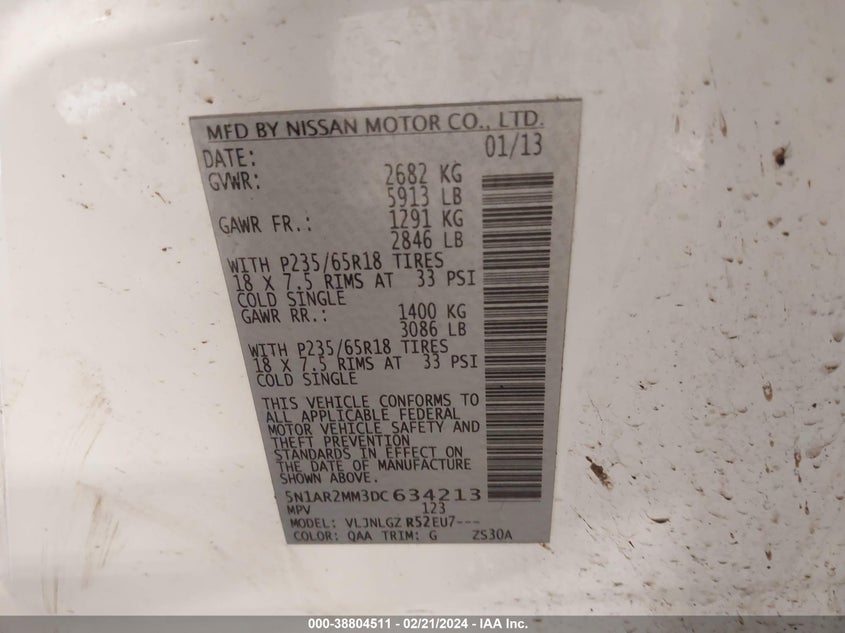 MFD BY NISSAN MOTOR CO., LTD.
DATE: 01/13
GVWR: 2682 KG
5913 LB
GAWR FR.: 1291 KG
2846 LB
WITH P235/65R18 TIRES
18 X 7.5 RIMS AT 33 PSI
COLD SINGLE
GAWR RR.: 1400 KG
3086 LB
WITH P235/65R18 TIRES
18 X 7.5 RIMS AT 33 PSI
COLD SINGLE
THIS VEHICLE CONFORMS TO
ALL APPLICABLE FEDERAL
MOTOR VEHICLE SAFETY AND
THEFT PREVENTION
STANDARDS IN EFFECT ON
THE DATE OF MANUFACTURE
SHOWN ABOVE.
5N1AR2MM3DC634213
MPV 123
MODEL: VLJNLGZ R52EU7---
COLOR: QAA TRIM: G ZS30A
000-38804511 - 02/21/2024 - IAA Inc.